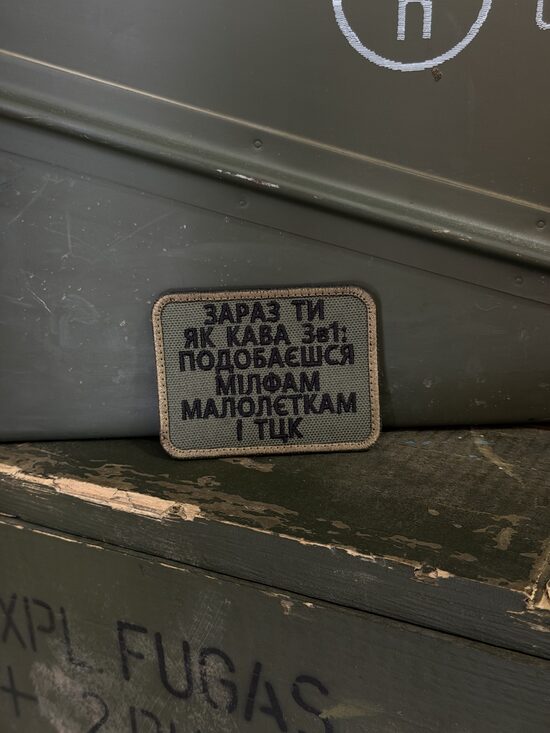 ЗАРАЗ ТИ
ЯК КАВА 3в1:
ПОДОБАЄШСЯ
МІЛФАМ
МАЛОЛЄТКАМ
І ТЦК
XPL. FUGAS